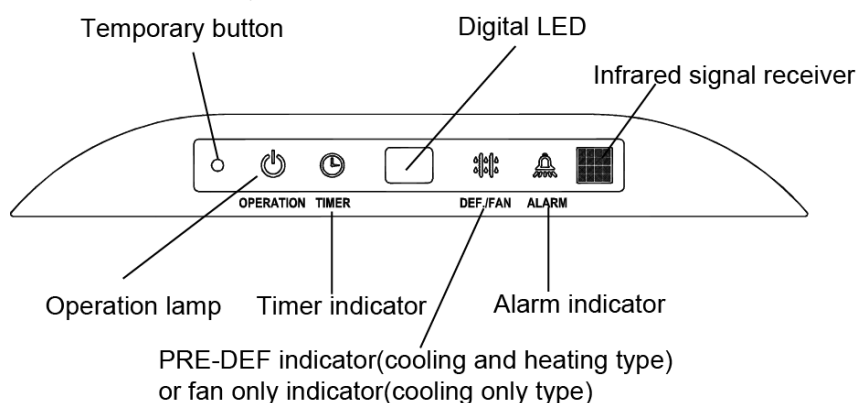 Temporary button
Digital LED
Infrared signal receiver
OPERATION
TIMER
DEF./FAN
ALARM
Operation lamp
Timer indicator
Alarm indicator
PRE-DEF indicator(cooling and heating type)
or fan only indicator(cooling only type)